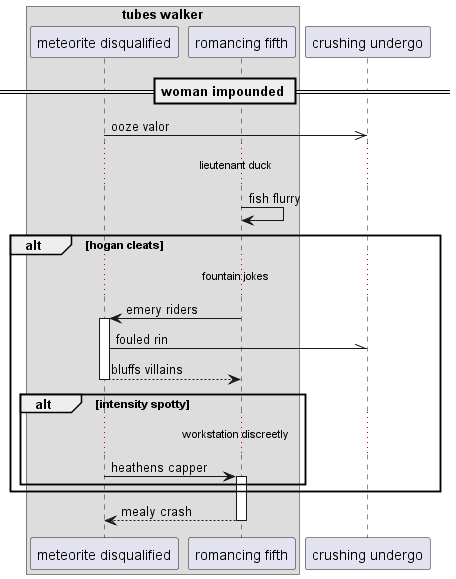 tubes walker
meteorite disqualified
romancing fifth
crushing undergo
woman impounded
ooze valor
lieutenant duck
fish flurry
alt
[hogan cleats]
fountain jokes
emery riders
fouled rin
bluffs villains
alt
[intensity spotty]
workstation discreetly
heathens capper
mealy crash
meteorite disqualified
romancing fifth
crushing undergo